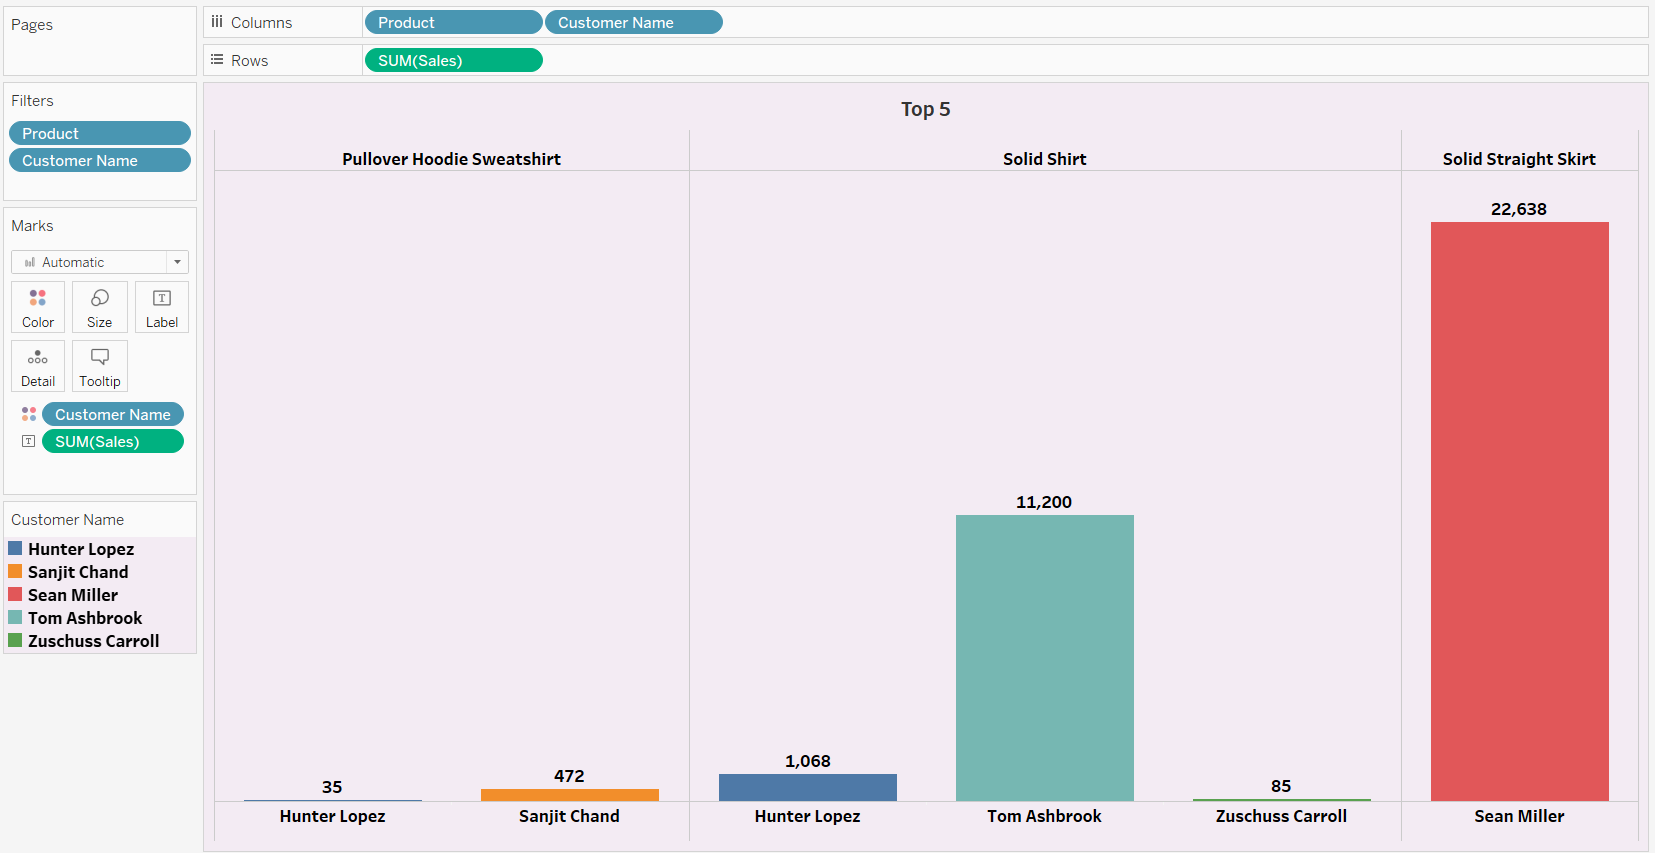 Pages
Columns
Product
Customer Name
Rows
SUM(Sales)
Filters
Product
Customer Name
Marks
Automatic
Color
Size
Label
Detail
Tooltip
Customer Name
SUM(Sales)
Customer Name
Hunter Lopez
Sanjit Chand
Sean Miller
Tom Ashbrook
Zuschuss Carroll
Top 5
Pullover Hoodie Sweatshirt
Solid Shirt
Solid Straight Skirt
22,638
11,200
1,068
472
35
85
Hunter Lopez
Sanjit Chand
Hunter Lopez
Tom Ashbrook
Zuschuss Carroll
Sean Miller